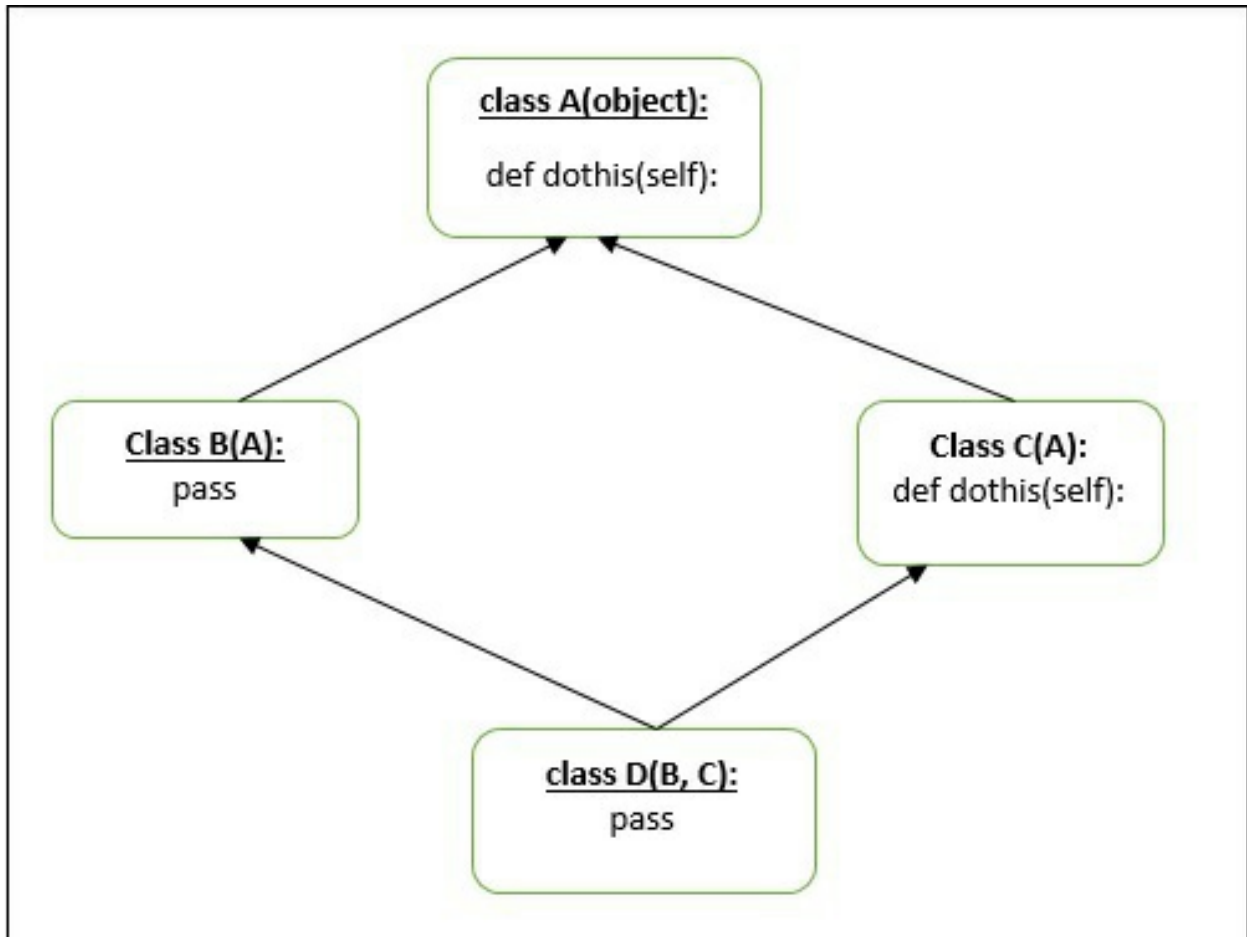 class A(object):
def dothis(self):
Class B(A):
pass
Class C(A):
def dothis(self):
class D(B, C):
pass